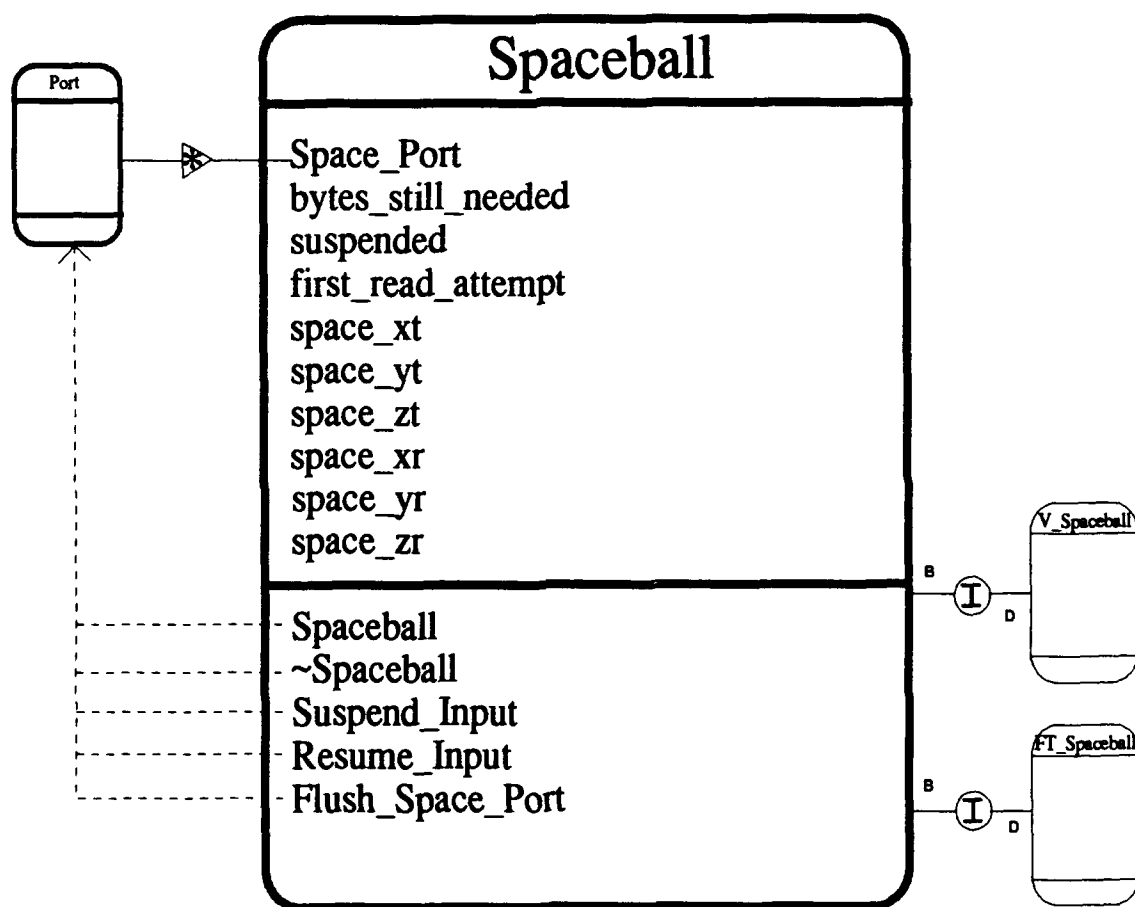 Spaceball
Port
Space_Port
bytes_still_needed
suspended
first_read_attempt
space_xt
space_yt
space_zt
space_xr
space_yr
space_zr
V_Spaceball
B
I
D
Spaceball
~Spaceball
Suspend_Input
Resume_Input
Flush_Space_Port
FT_Spaceball
B
I
D